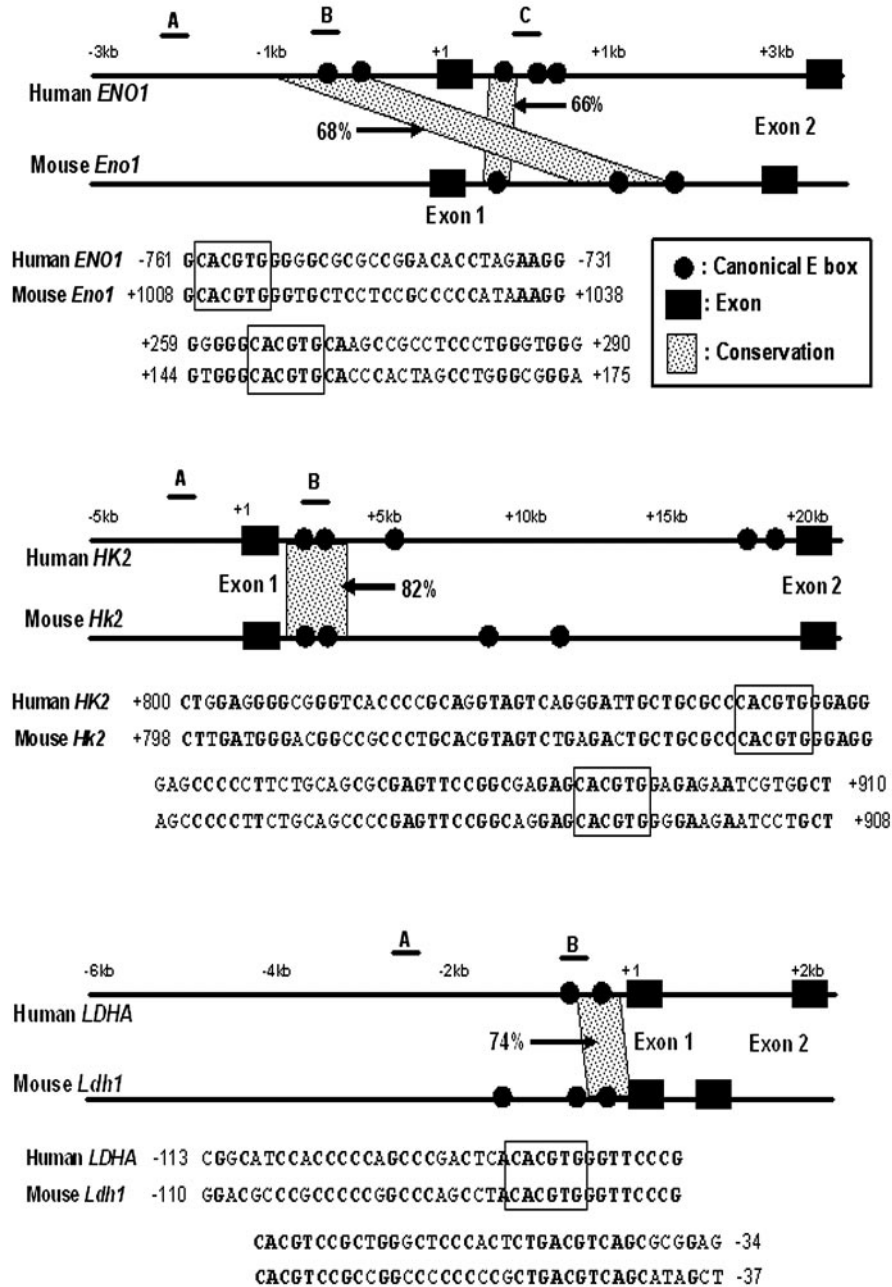 A B C
-3kb -1kb +1 +1kb +3kb
Human ENO1
66%
68%
Exon 2
Mouse Eno1
Exon 1
Human ENO1 -761 GCACGTGGGGGCGCGCCGGACACCTAGAAGG -731
Mouse Eno1 +1008 GCACGTGGGTGCTCCTCCGCCCCCATAAAGG +1038
+259 GGGGGCACGTGCAAGCCGCCTCCCTGGGTGGG +290
+144 GTGGGCACGTGCACCCACTAGCCTGGGCGGGA +175
: Canonical E box
: Exon
: Conservation
A B
-5kb +1 +5kb +10kb +15kb +20kb
Human HK2
Exon 1 82% Exon 2
Mouse Hk2
Human HK2 +800 CTGGAGGGGCGGGTCACCCCGCAGGTAGTCAGGGATTGCTGCGCCCACGTGGGAGG
Mouse Hk2 +798 CTTGATGGGACGGCCGCCCTGCACGTAGTCTGAGACTGCTGCGCCCACGTGGGAGG
GAGCCCCCTTCTGCAGCGCGAGTTCCGGCGAGAGCACGTGGAGAGAATCGTGGCT +910
AGCCCCCTTCTGCAGCCCCGAGTTCCGGCAGGAGCACGTGGGGAAGAATCCTGCT +908
A B
-6kb -4kb -2kb +1 +2kb
Human LDHA
74% Exon 1 Exon 2
Mouse Ldh1
Human LDHA -113 CGGCATCCACCCCCAGCCCGACTCACACGTGGGTTCCCG
Mouse Ldh1 -110 GGACGCCCGCCCCCGGCCCAGCCTACACGTGGGTTCCCG
CACGTCCGCTGGGCTCCCACTCTGACGTCAGCGCGGAG -34
CACGTCCGCCGGCCCCCCCCGCTGACGTCAGCATAGCT -37